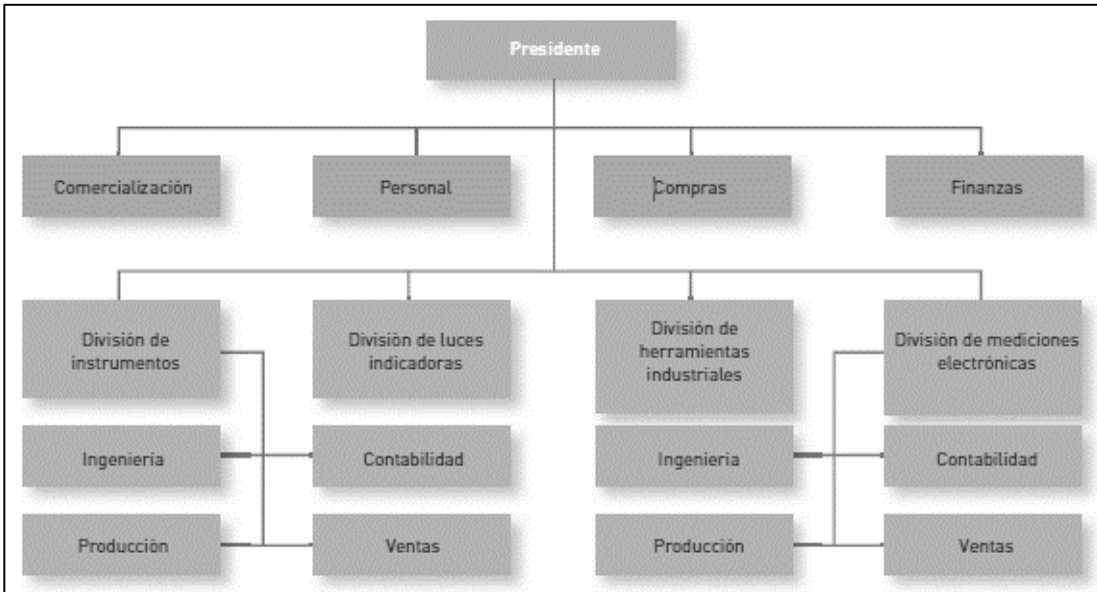 Presidente
Comercialización
Personal
Compras
Finanzas
División de
instrumentos
División de luces
indicadoras
División de
herramientas
industriales
División de mediciones
electrónicas
Ingeniería
Contabilidad
Ingeniería
Contabilidad
Producción
Ventas
Producción
Ventas